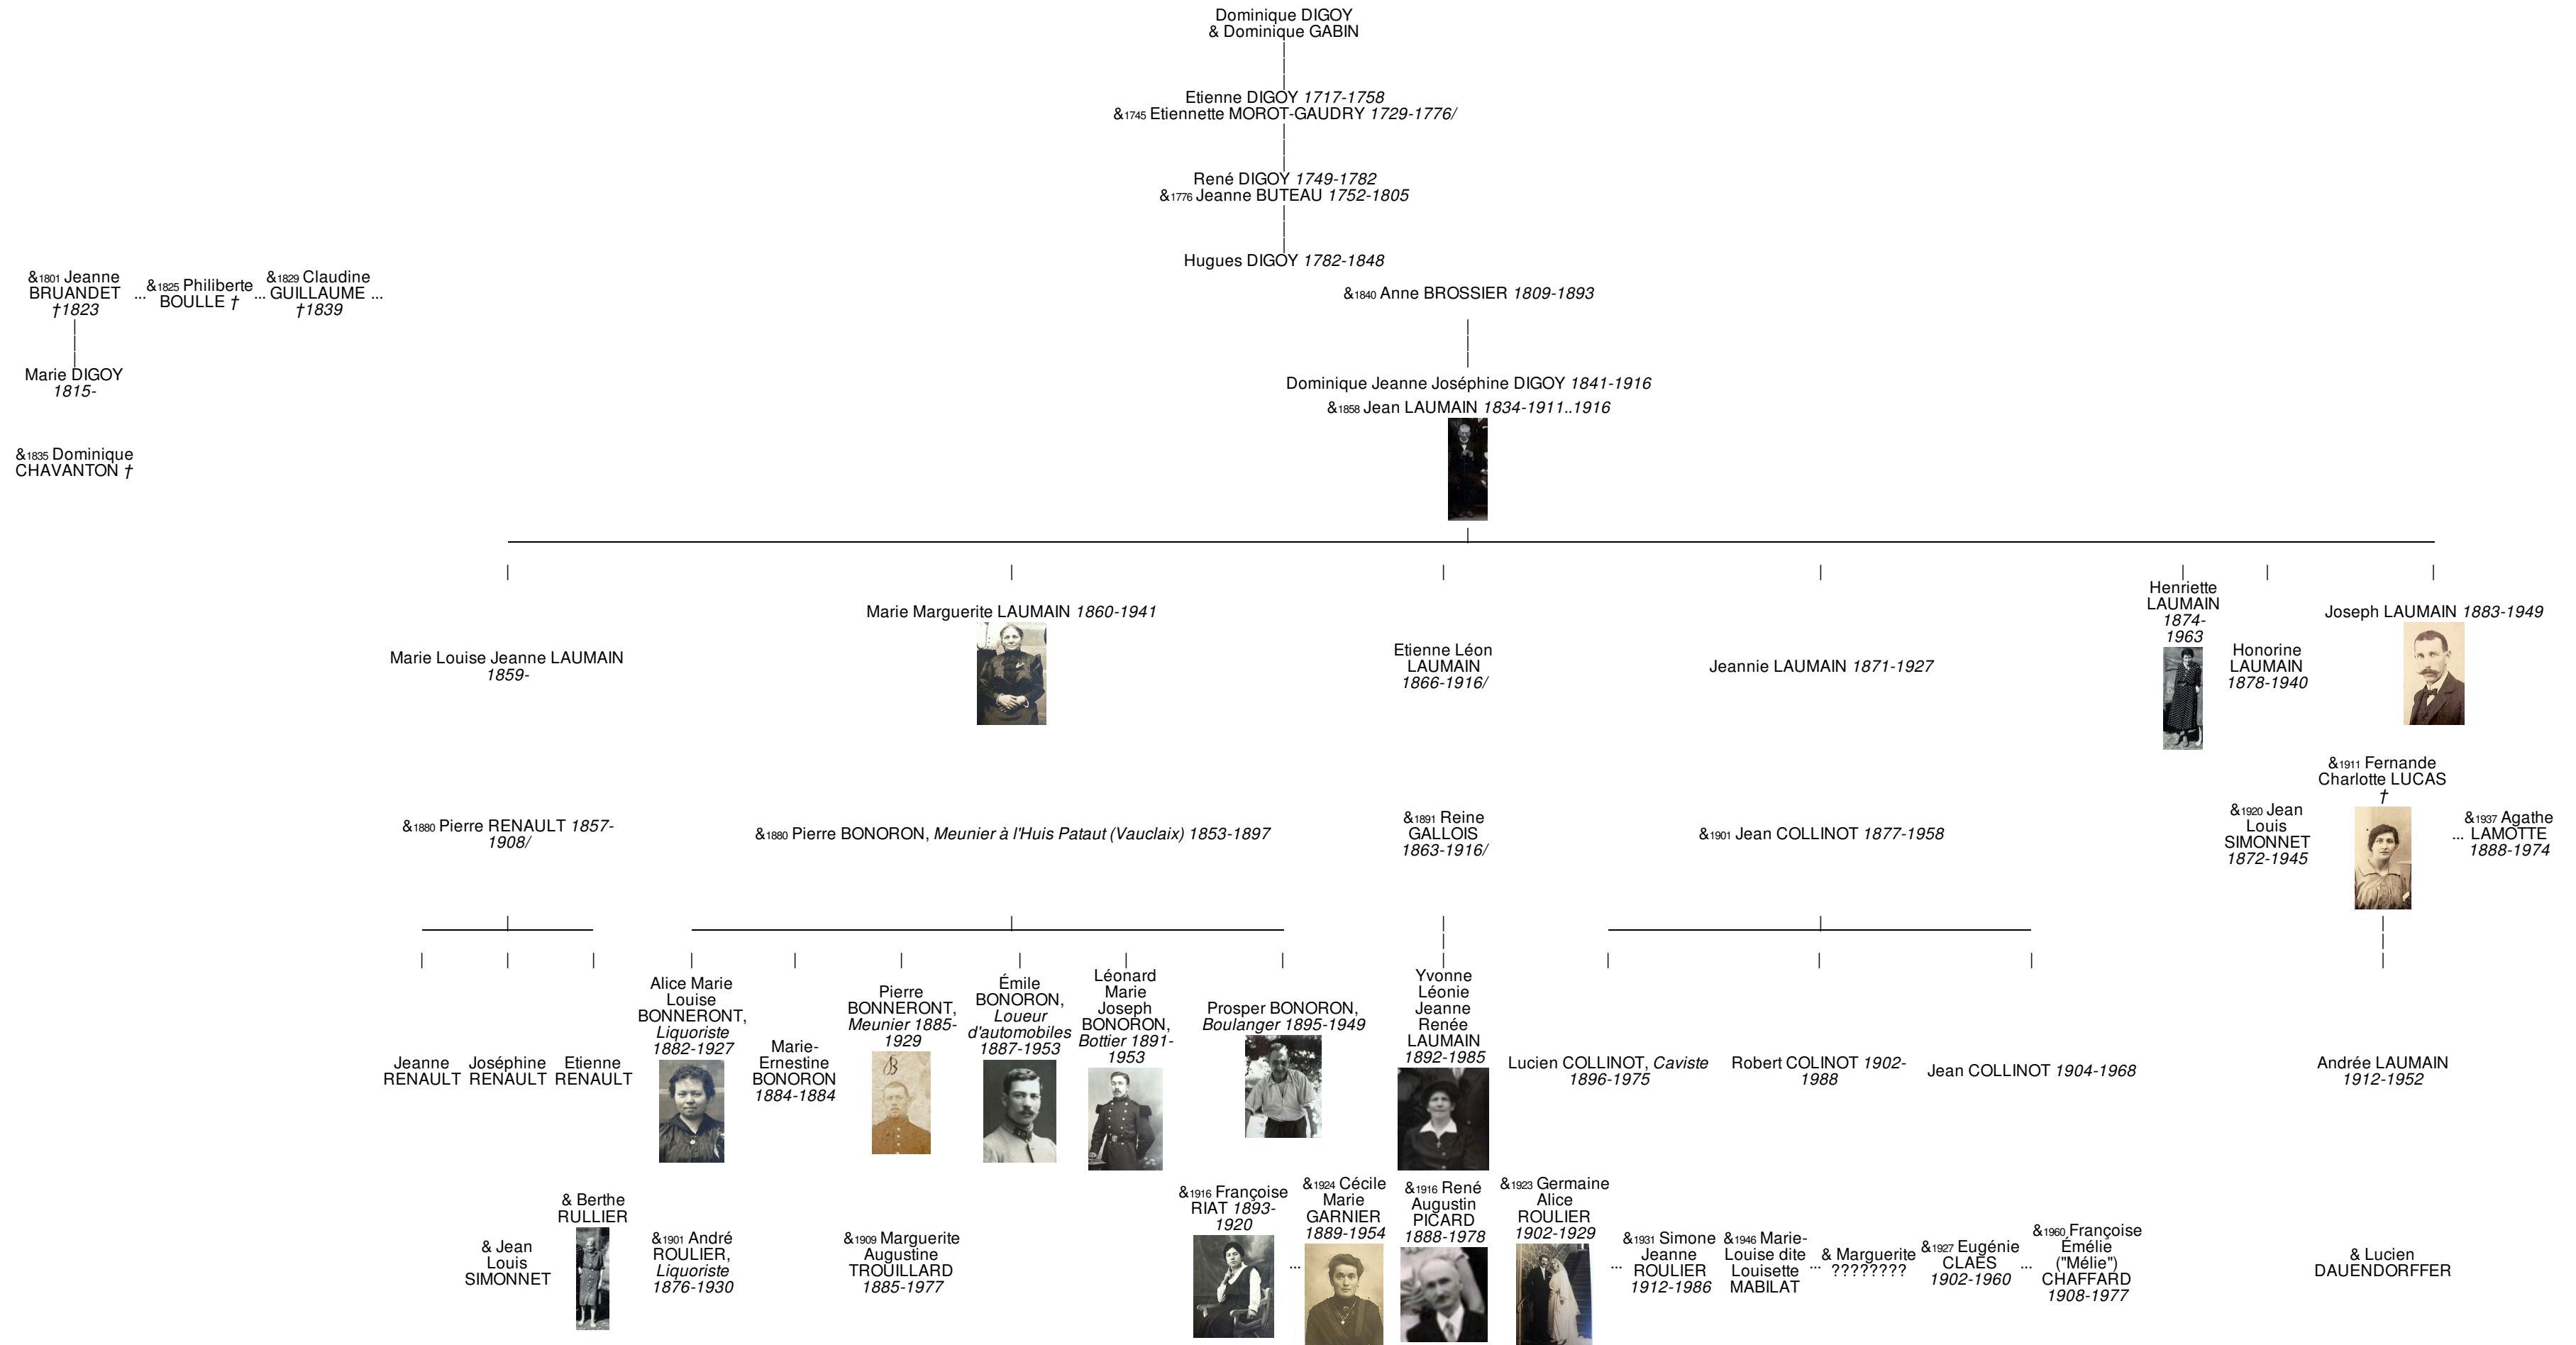 Dominique DIGOY
& Dominique GABIN
Etienne DIGOY 1717-1758
&1745 Etiennette MOROT-GAUDRY 1729-1776/
René DIGOY 1749-1782
&1776 Jeanne BUTEAU 1752-1805
Hugues DIGOY 1782-1848
&1801 Jeanne
BRUANDET
†1823
...
&1825 Philiberte
BOULLE †
...
&1829 Claudine
GUILLAUME ...
†1839
&1840 Anne BROSSIER 1809-1893
Marie DIGOY
1815-
Dominique Jeanne Joséphine DIGOY 1841-1916
&1858 Jean LAUMAIN 1834-1911..1916
&1835 Dominique
CHAVANTON †
Marie Louise Jeanne LAUMAIN
1859-
Marie Marguerite LAUMAIN 1860-1941
Etienne Léon
LAUMAIN
1866-1916/
Jeannie LAUMAIN 1871-1927
Henriette
LAUMAIN
1874-
1963
Honorine
LAUMAIN
1878-1940
Joseph LAUMAIN 1883-1949
&1880 Pierre RENAULT 1857-
1908/
&1880 Pierre BONORON, Meunier à l'Huis Pataut (Vauclaix) 1853-1897
&1891 Reine
GALLOIS
1863-1916/
&1901 Jean COLLINOT 1877-1958
&1920 Jean
Louis
SIMONNET
1872-1945
&1911 Fernande
Charlotte LUCAS
†
...
&1937 Agathe
LAMOTTE
1888-1974
Jeanne
RENAULT
Joséphine
RENAULT
Etienne
RENAULT
Alice Marie
Louise
BONNERONT,
Liquoriste
1882-1927
Marie-
Ernestine
BONORON
1884-1884
Pierre
BONNERONT,
Meunier 1885-
1929
Émile
BONORON,
Loueur
d'automobiles
1887-1953
Léonard
Marie
Joseph
BONORON,
Bottier 1891-
1953
Prosper BONORON,
Boulanger 1895-1949
Yvonne
Léonie
Jeanne
Renée
LAUMAIN
1892-1985
Lucien COLLINOT, Caviste
1896-1975
Robert COLINOT 1902-
1988
Jean COLLINOT 1904-1968
Andrée LAUMAIN
1912-1952
& Jean
Louis
SIMONNET
& Berthe
RULLIER
&1901 André
ROULIER,
Liquoriste
1876-1930
&1909 Marguerite
Augustine
TROUILLARD
1885-1977
&1916 Françoise
RIAT 1893-
1920
...
&1924 Cécile
Marie
GARNIER
1889-1954
&1916 René
Augustin
PICARD
1888-1978
&1923 Germaine
Alice
ROULIER
1902-1929
...
&1931 Simone
Jeanne
ROULIER
1912-1986
&1946 Marie-
Louise dite
Louisette
MABILAT
...
& Marguerite
????????
&1927 Eugénie
CLAES
1902-1960
...
&1960 Françoise
Émélie
("Mélie")
CHAFFARD
1908-1977
& Lucien
DAUENDORFFER